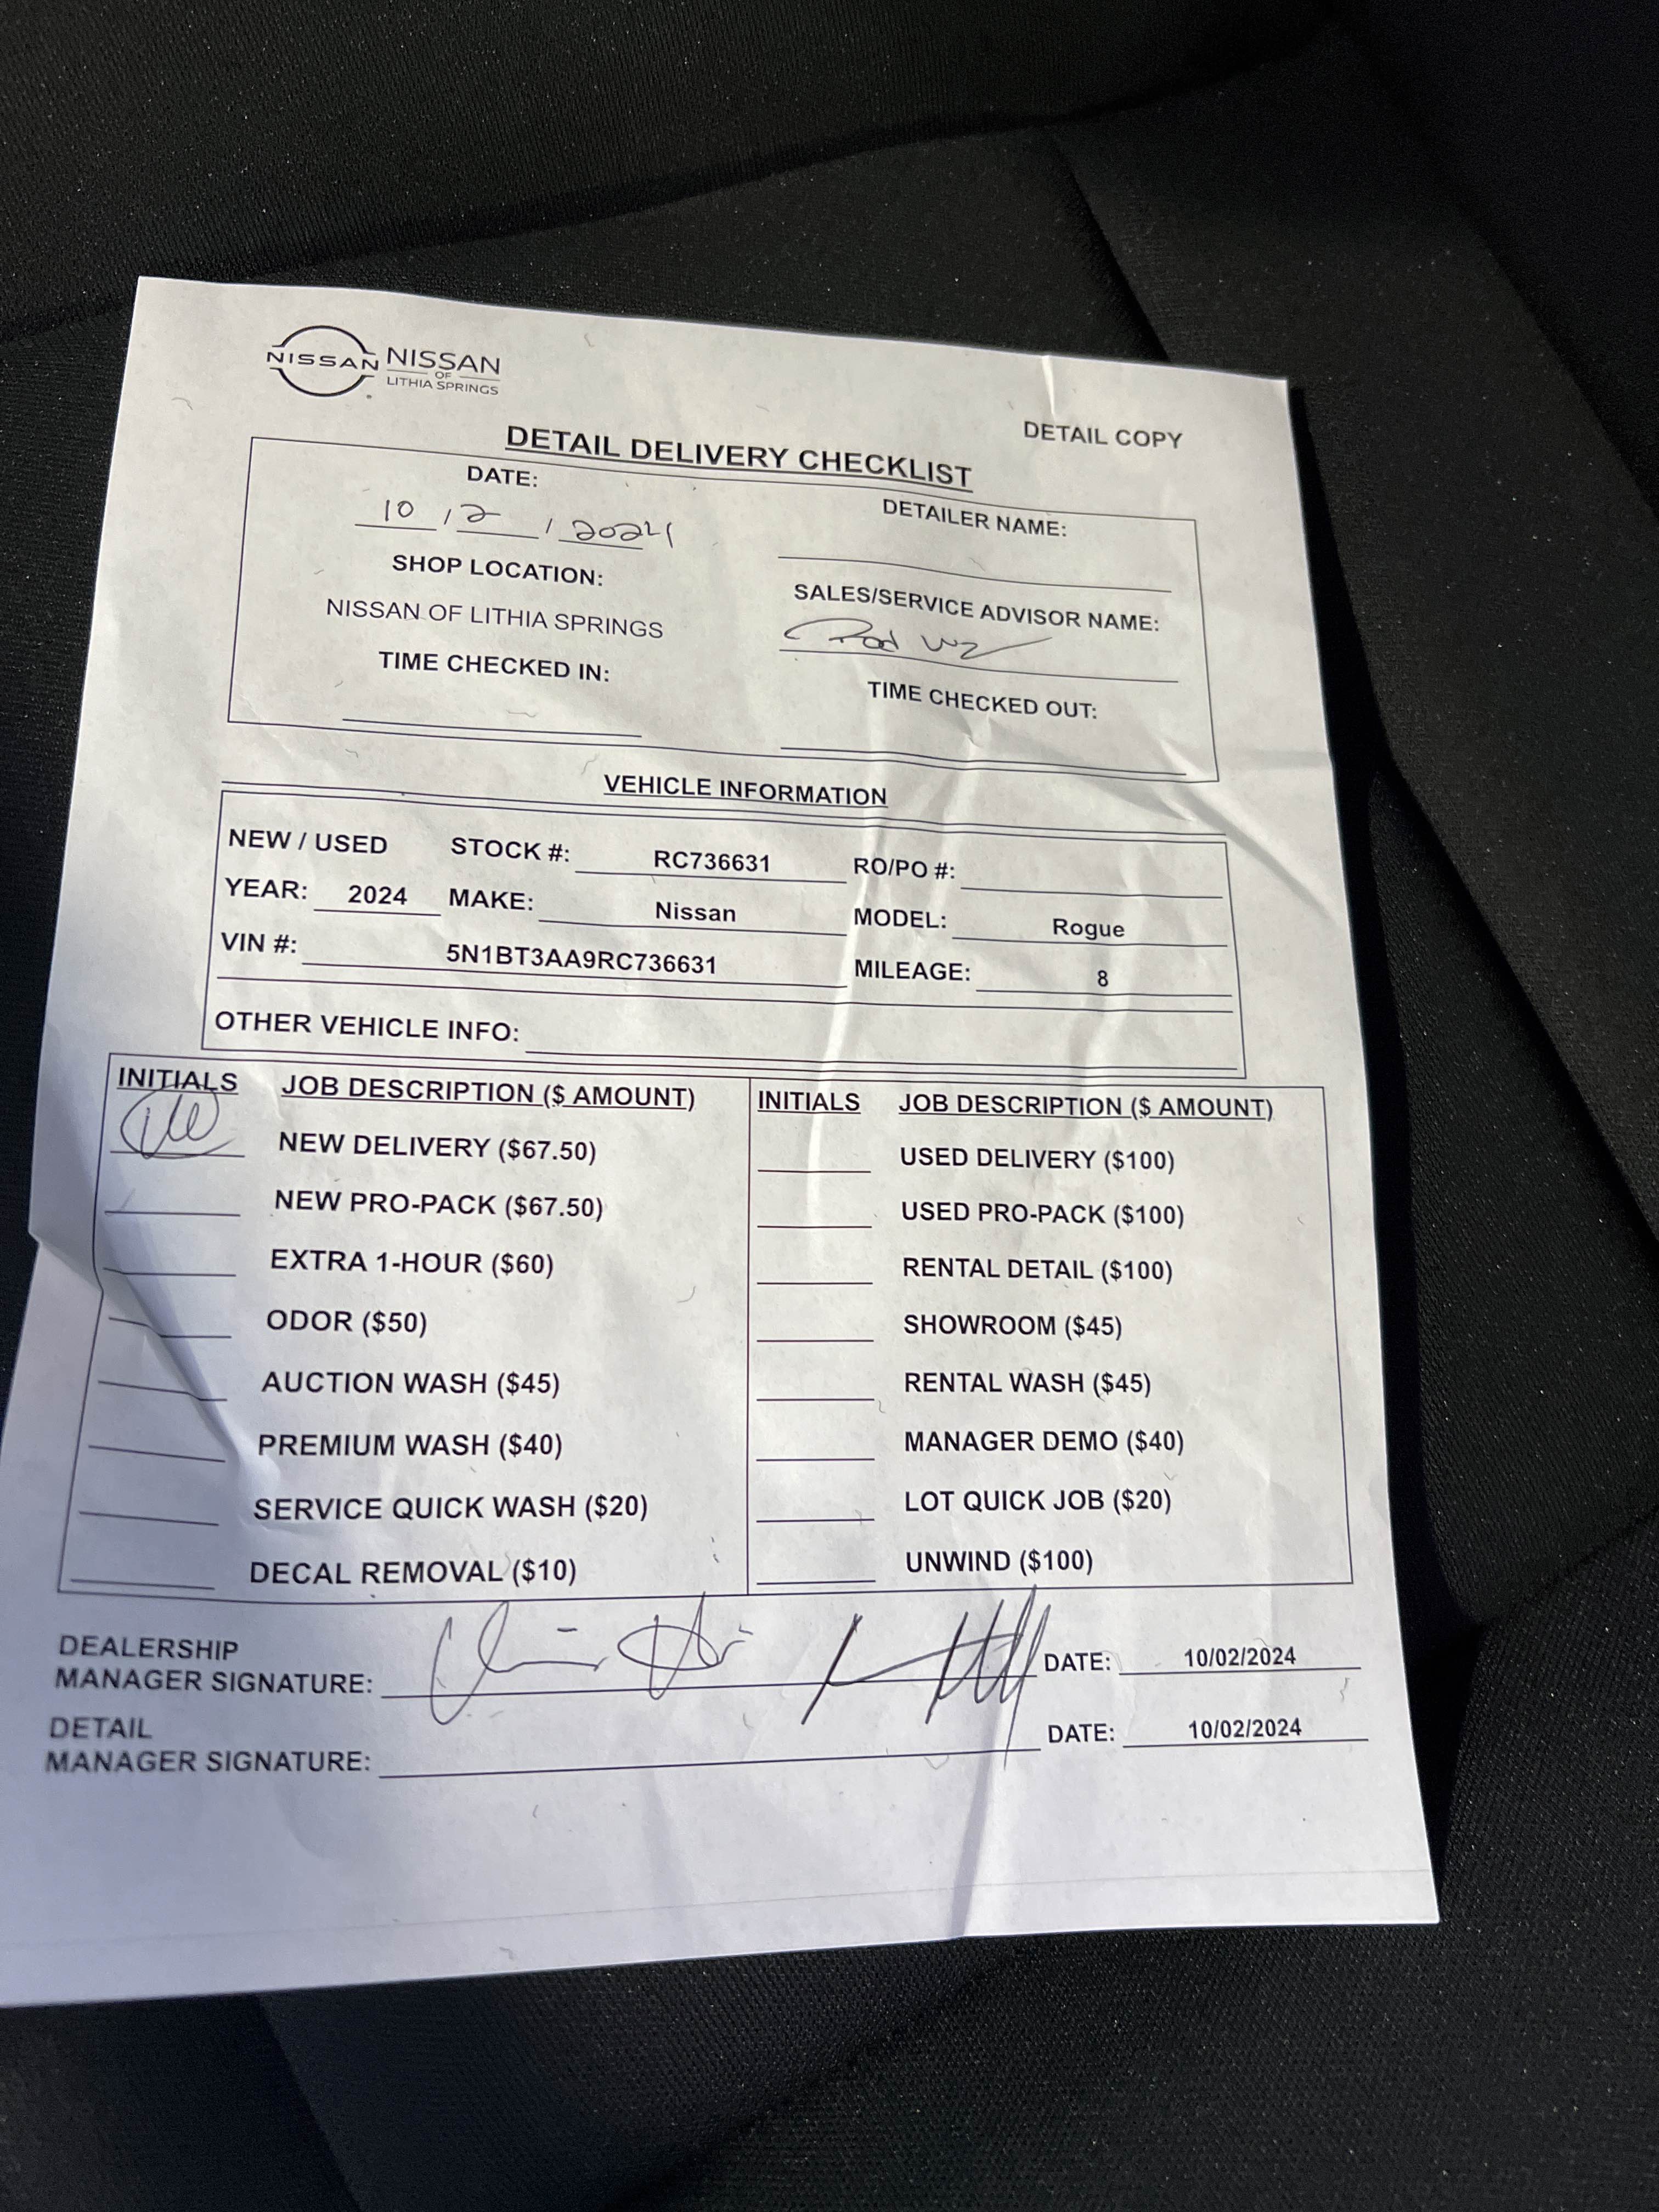 NISSAN NISSAN
OF
LITHIA SPRINGS
DETAIL COPY
DETAIL DELIVERY CHECKLIST
DATE:
10 / 2 / 2024
DETAILER NAME:
SHOP LOCATION:
NISSAN OF LITHIA SPRINGS
SALES/SERVICE ADVISOR NAME:
TIME CHECKED IN:
TIME CHECKED OUT:
VEHICLE INFORMATION
NEW / USED STOCK #: RC736631 RO/PO #:
YEAR: 2024 MAKE: Nissan MODEL: Rogue
VIN #: 5N1BT3AA9RC736631 MILEAGE: 8
OTHER VEHICLE INFO:
INITIALS JOB DESCRIPTION ($ AMOUNT) INITIALS JOB DESCRIPTION ($ AMOUNT)
NEW DELIVERY ($67.50) USED DELIVERY ($100)
NEW PRO-PACK ($67.50) USED PRO-PACK ($100)
EXTRA 1-HOUR ($60) RENTAL DETAIL ($100)
ODOR ($50) SHOWROOM ($45)
AUCTION WASH ($45) RENTAL WASH ($45)
PREMIUM WASH ($40) MANAGER DEMO ($40)
SERVICE QUICK WASH ($20) LOT QUICK JOB ($20)
DECAL REMOVAL ($10) UNWIND ($100)
DEALERSHIP
MANAGER SIGNATURE: DATE: 10/02/2024
DETAIL
MANAGER SIGNATURE: DATE: 10/02/2024